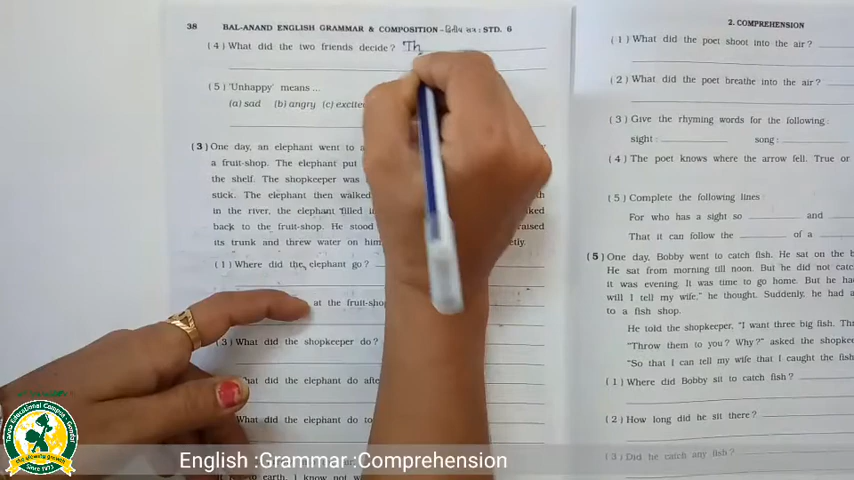 38 BAL-ANAND ENGLISH GRAMMAR & COMPOSITION - દ્વિતીય સત્ર : STD. 6
(4) What did the two friends decide? Th
(5) 'Unhappy' means ...
(a) sad (b) angry (c) excite
(3) One day, an elephant went to a
a fruit-shop. The elephant put
the shelf. The shopkeeper was
stick. The elephant then walked
in the river, the elephant filled
back to the fruit-shop. He stood raised
its trunk and threw water on him
(1) Where did the elephant go?
at the fruit-shop
(3) What did the shopkeeper do?
hat did the elephant do afte
What did the elephant do to
to earth, I know not w
2. COMPREHENSION
(1) What did the poet shoot into the air?
(2) What did the poet breathe into the air?
(3) Give the rhyming words for the following:
sight : song :
(4) The poet knows where the arrow fell. True or
(5) Complete the following lines
For who has a sight so and
That it can follow the of a
(5) One day, Bobby went to catch fish. He sat on the b
He sat from morning till noon. But he did not catc
it was evening. It was time to go home. But he ha
will I tell my wife," he thought. Suddenly, he had a
to a fish shop.
He told the shopkeeper, "I want three big fish. Thr
"Throw them to you? Why?" asked the shopkee
"So that I can tell my wife that I caught the fish
(1) Where did Bobby sit to catch fish?
(2) How long did he sit there?
(3) Did he catch any fish?
English :Grammar :Comprehension
Since 1973